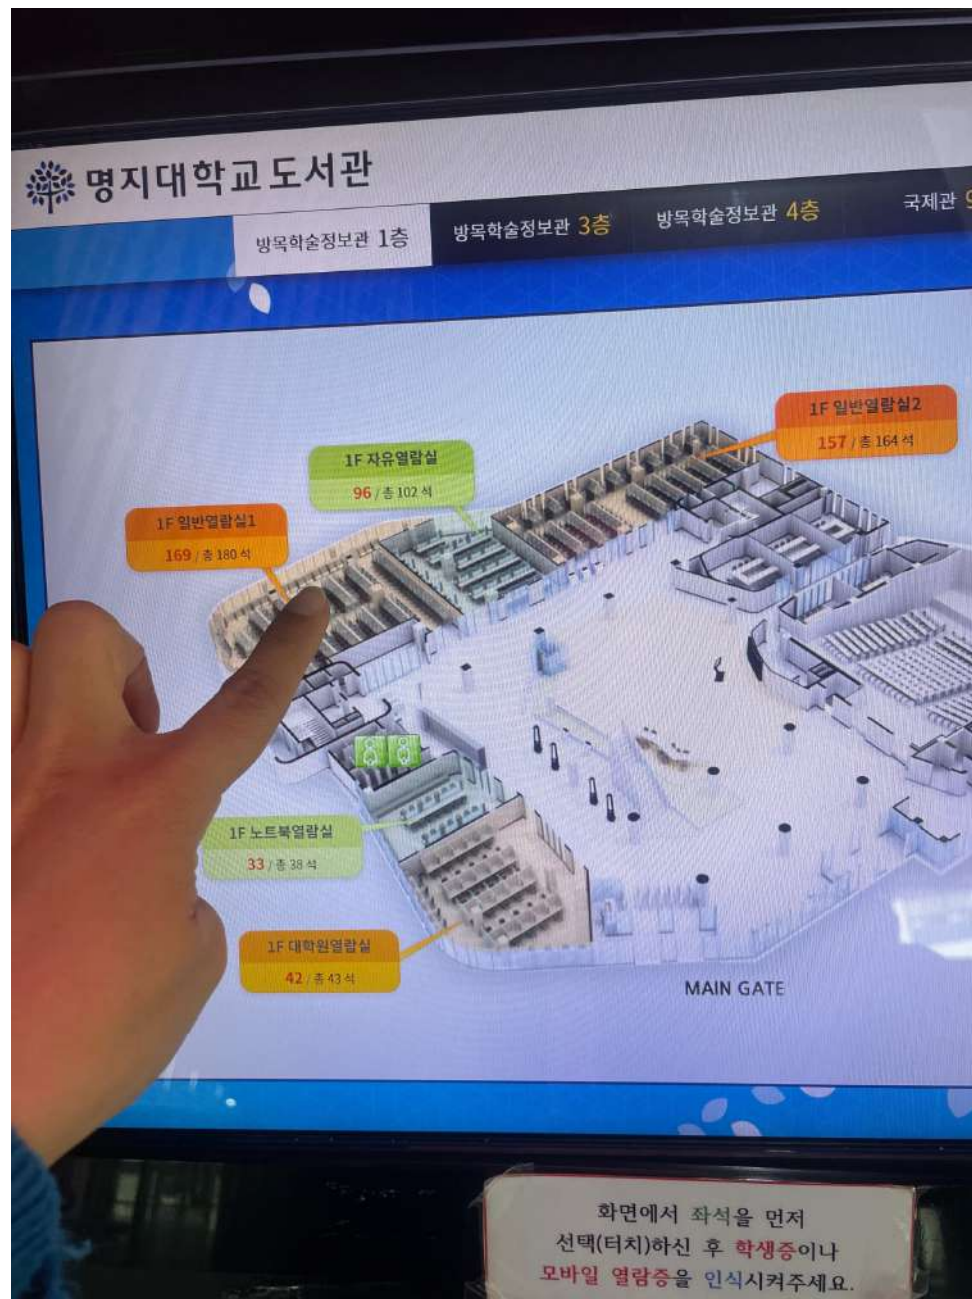 명지대학교 도서관
방목학술정보관 1층
방목학술정보관 3층
방목학술정보관 4층
국제관
1F 일반열람실2
157 / 총 164 석
1F 자유열람실
96 / 총 102 석
1F 일반열람실1
169 / 총 180 석
1F 노트북열람실
33 / 총 38 석
1F 대학원열람실
42 / 총 43 석
MAIN GATE
화면에서 좌석을 먼저
선택(터치)하신 후 학생증이나
모바일 열람증을 인식시켜주세요.